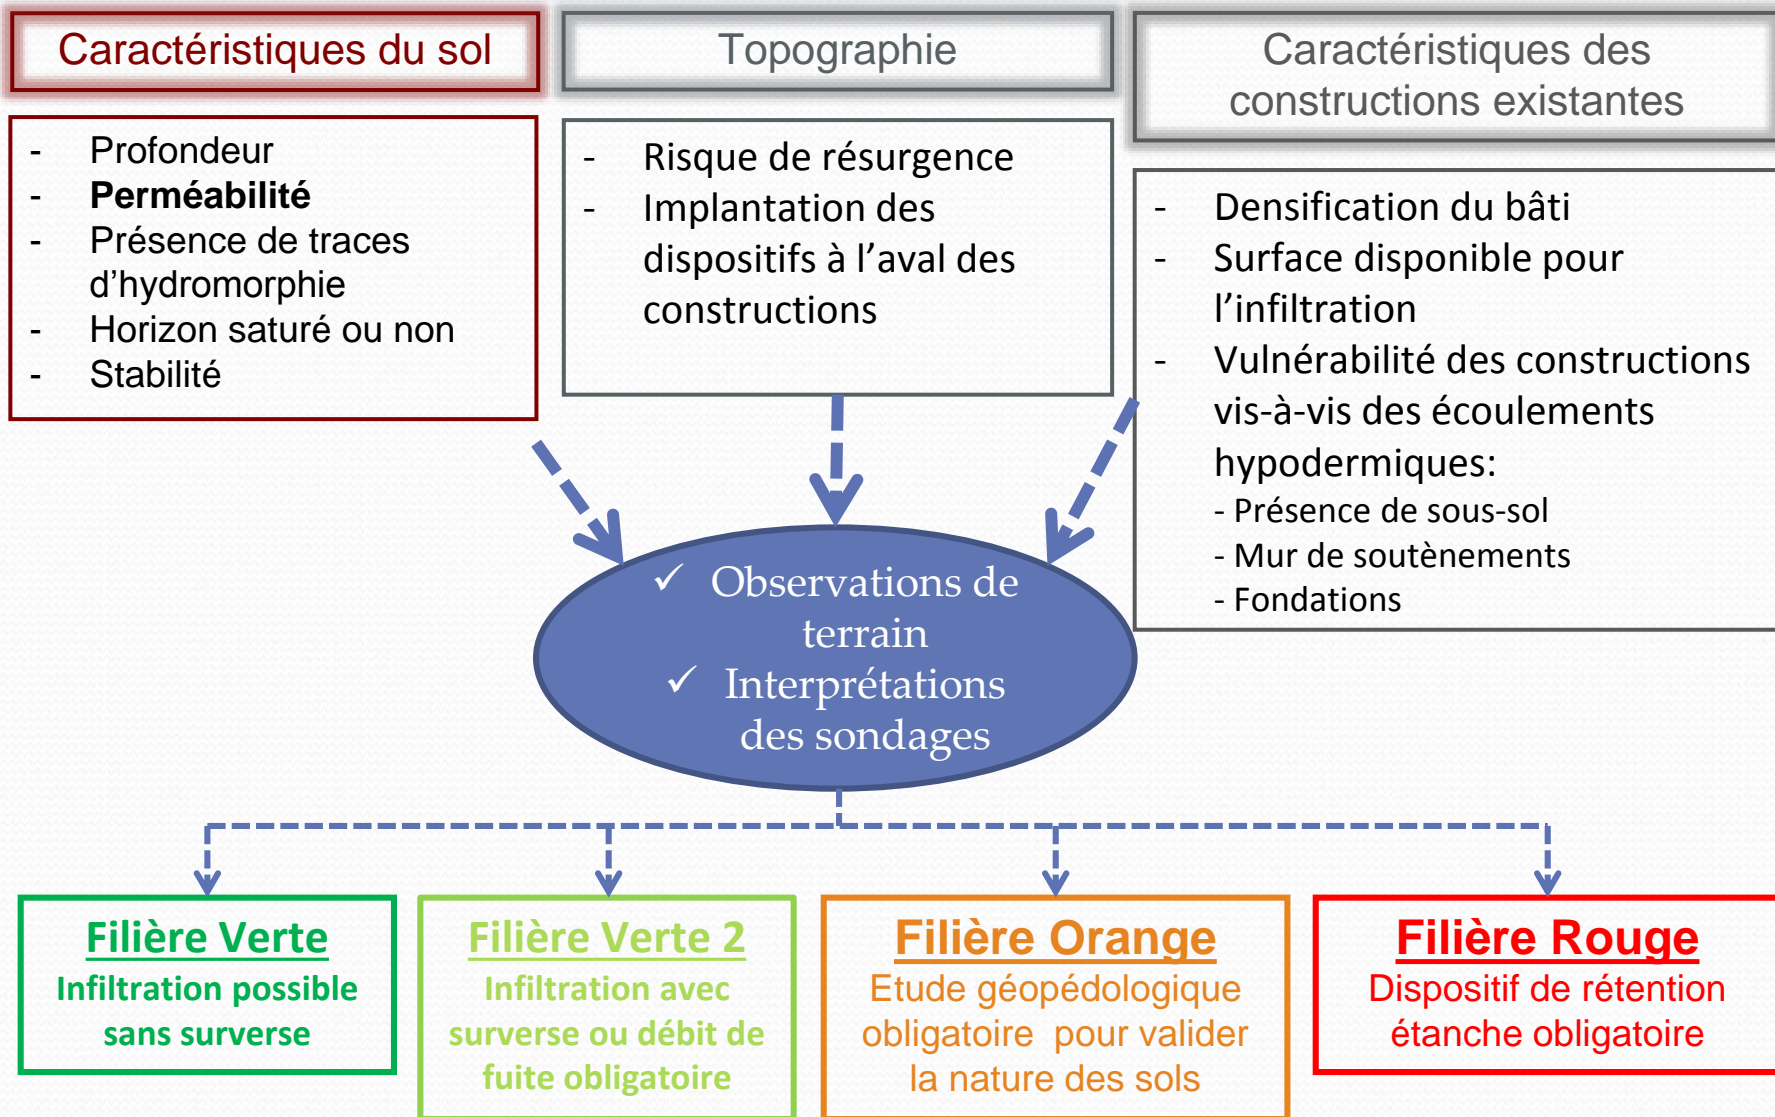 Caractéristiques du sol
- Profondeur
- Perméabilité
- Présence de traces
d'hydromorphie
- Horizon saturé ou non
- Stabilité
Topographie
- Risque de résurgence
- Implantation des
dispositifs à l'aval des
constructions
Caractéristiques des
constructions existantes
- Densification du bâti
- Surface disponible pour
l'infiltration
- Vulnérabilité des constructions
vis-à-vis des écoulements
hypodermiques:
- Présence de sous-sol
- Mur de soutènements
- Fondations
✓ Observations de
terrain
✓ Interprétations
des sondages
Filière Verte
Infiltration possible
sans surverse
Filière Verte 2
Infiltration avec
surverse ou débit de
fuite obligatoire
Filière Orange
Etude géopédologique
obligatoire pour valider
la nature des sols
Filière Rouge
Dispositif de rétention
étanche obligatoire